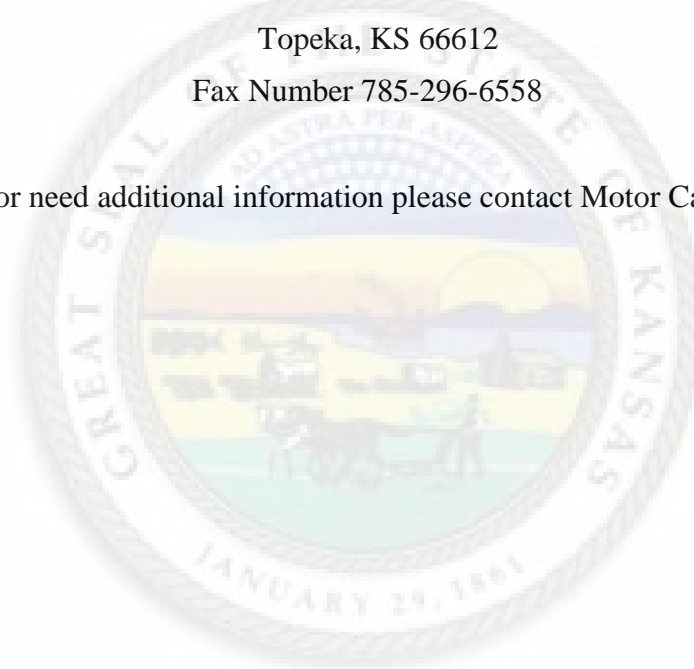 Topeka, KS 66612
Fax Number 785-296-6558
or need additional information please contact Motor Ca
GREAT SEAL OF THE STATE OF KANSAS
AD ASTRA PER ASPERA
JANUARY 29, 1861